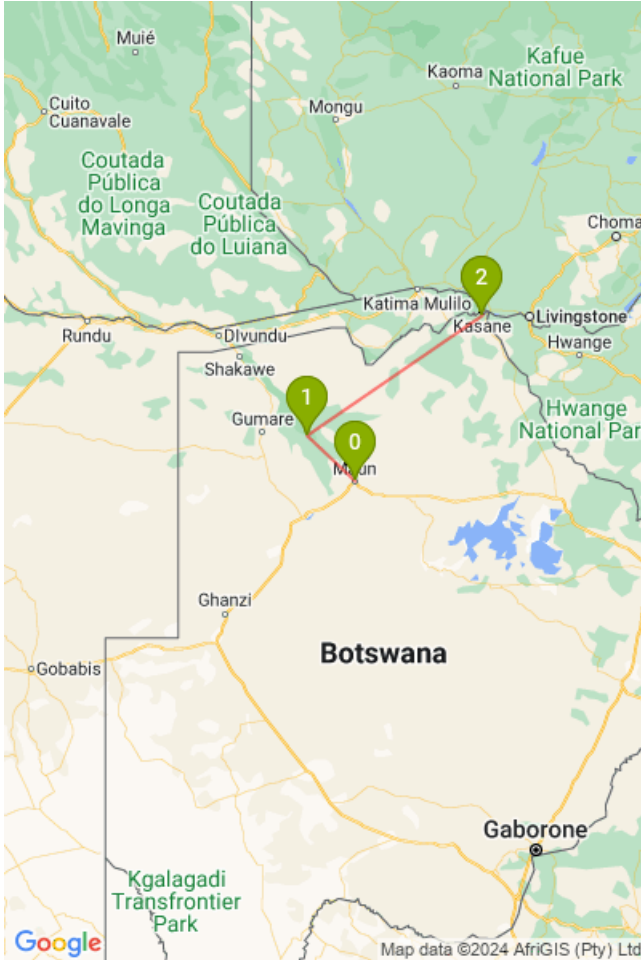 Muié
Kafue
National Park
Kaoma
Cuito
Cuanavale
Mongu
Coutada
Pública
do Longa
Mavinga
Coutada
Pública
do Luiana
Choma
2
Katima Mulilo
Kasane
Livingstone
Rundu
Divundu
Hwange
Shakawe
1
Gumare
Hwange
National Par
0
Maun
Ghanzi
Botswana
Gobabis
Gaborone
Kgalagadi
Transfrontier
Park
Google
Map data ©2024 AfriGIS (Pty) Ltd